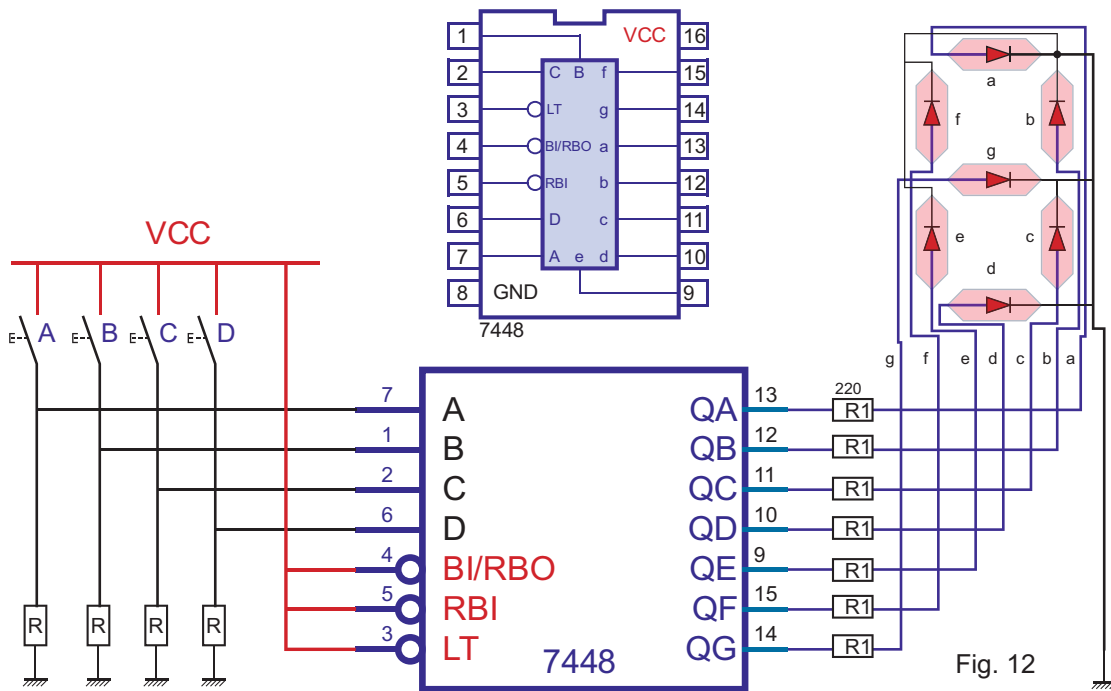 1 VCC 16
2 C B f 15
3 LT g 14
4 BI/RBO a 13
5 RBI b 12
6 D c 11
7 A e d 10
8 GND 9
7448
a
f b
g
e c
d
g f e d c b a
VCC
A B C D
R R R R
7 A QA 13 220 R1
1 B QB 12 R1
2 C QC 11 R1
6 D QD 10 R1
4 BI/RBO QE 9 R1
5 RBI QF 15 R1
3 LT QG 14 R1
7448
Fig. 12